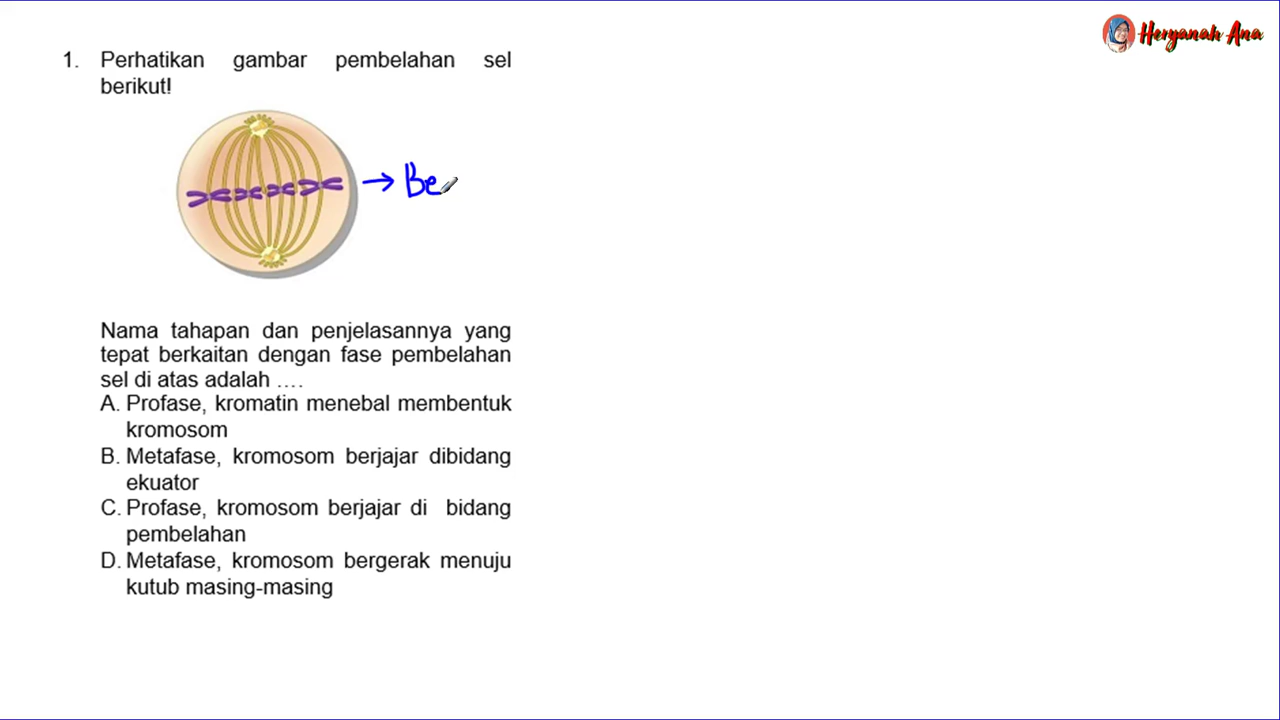 Heryanah Ana
1. Perhatikan gambar pembelahan sel
berikut!
→ Be
Nama tahapan dan penjelasannya yang
tepat berkaitan dengan fase pembelahan
sel di atas adalah ....
A. Profase, kromatin menebal membentuk
kromosom
B. Metafase, kromosom berjajar dibidang
ekuator
C. Profase, kromosom berjajar di bidang
pembelahan
D. Metafase, kromosom bergerak menuju
kutub masing-masing